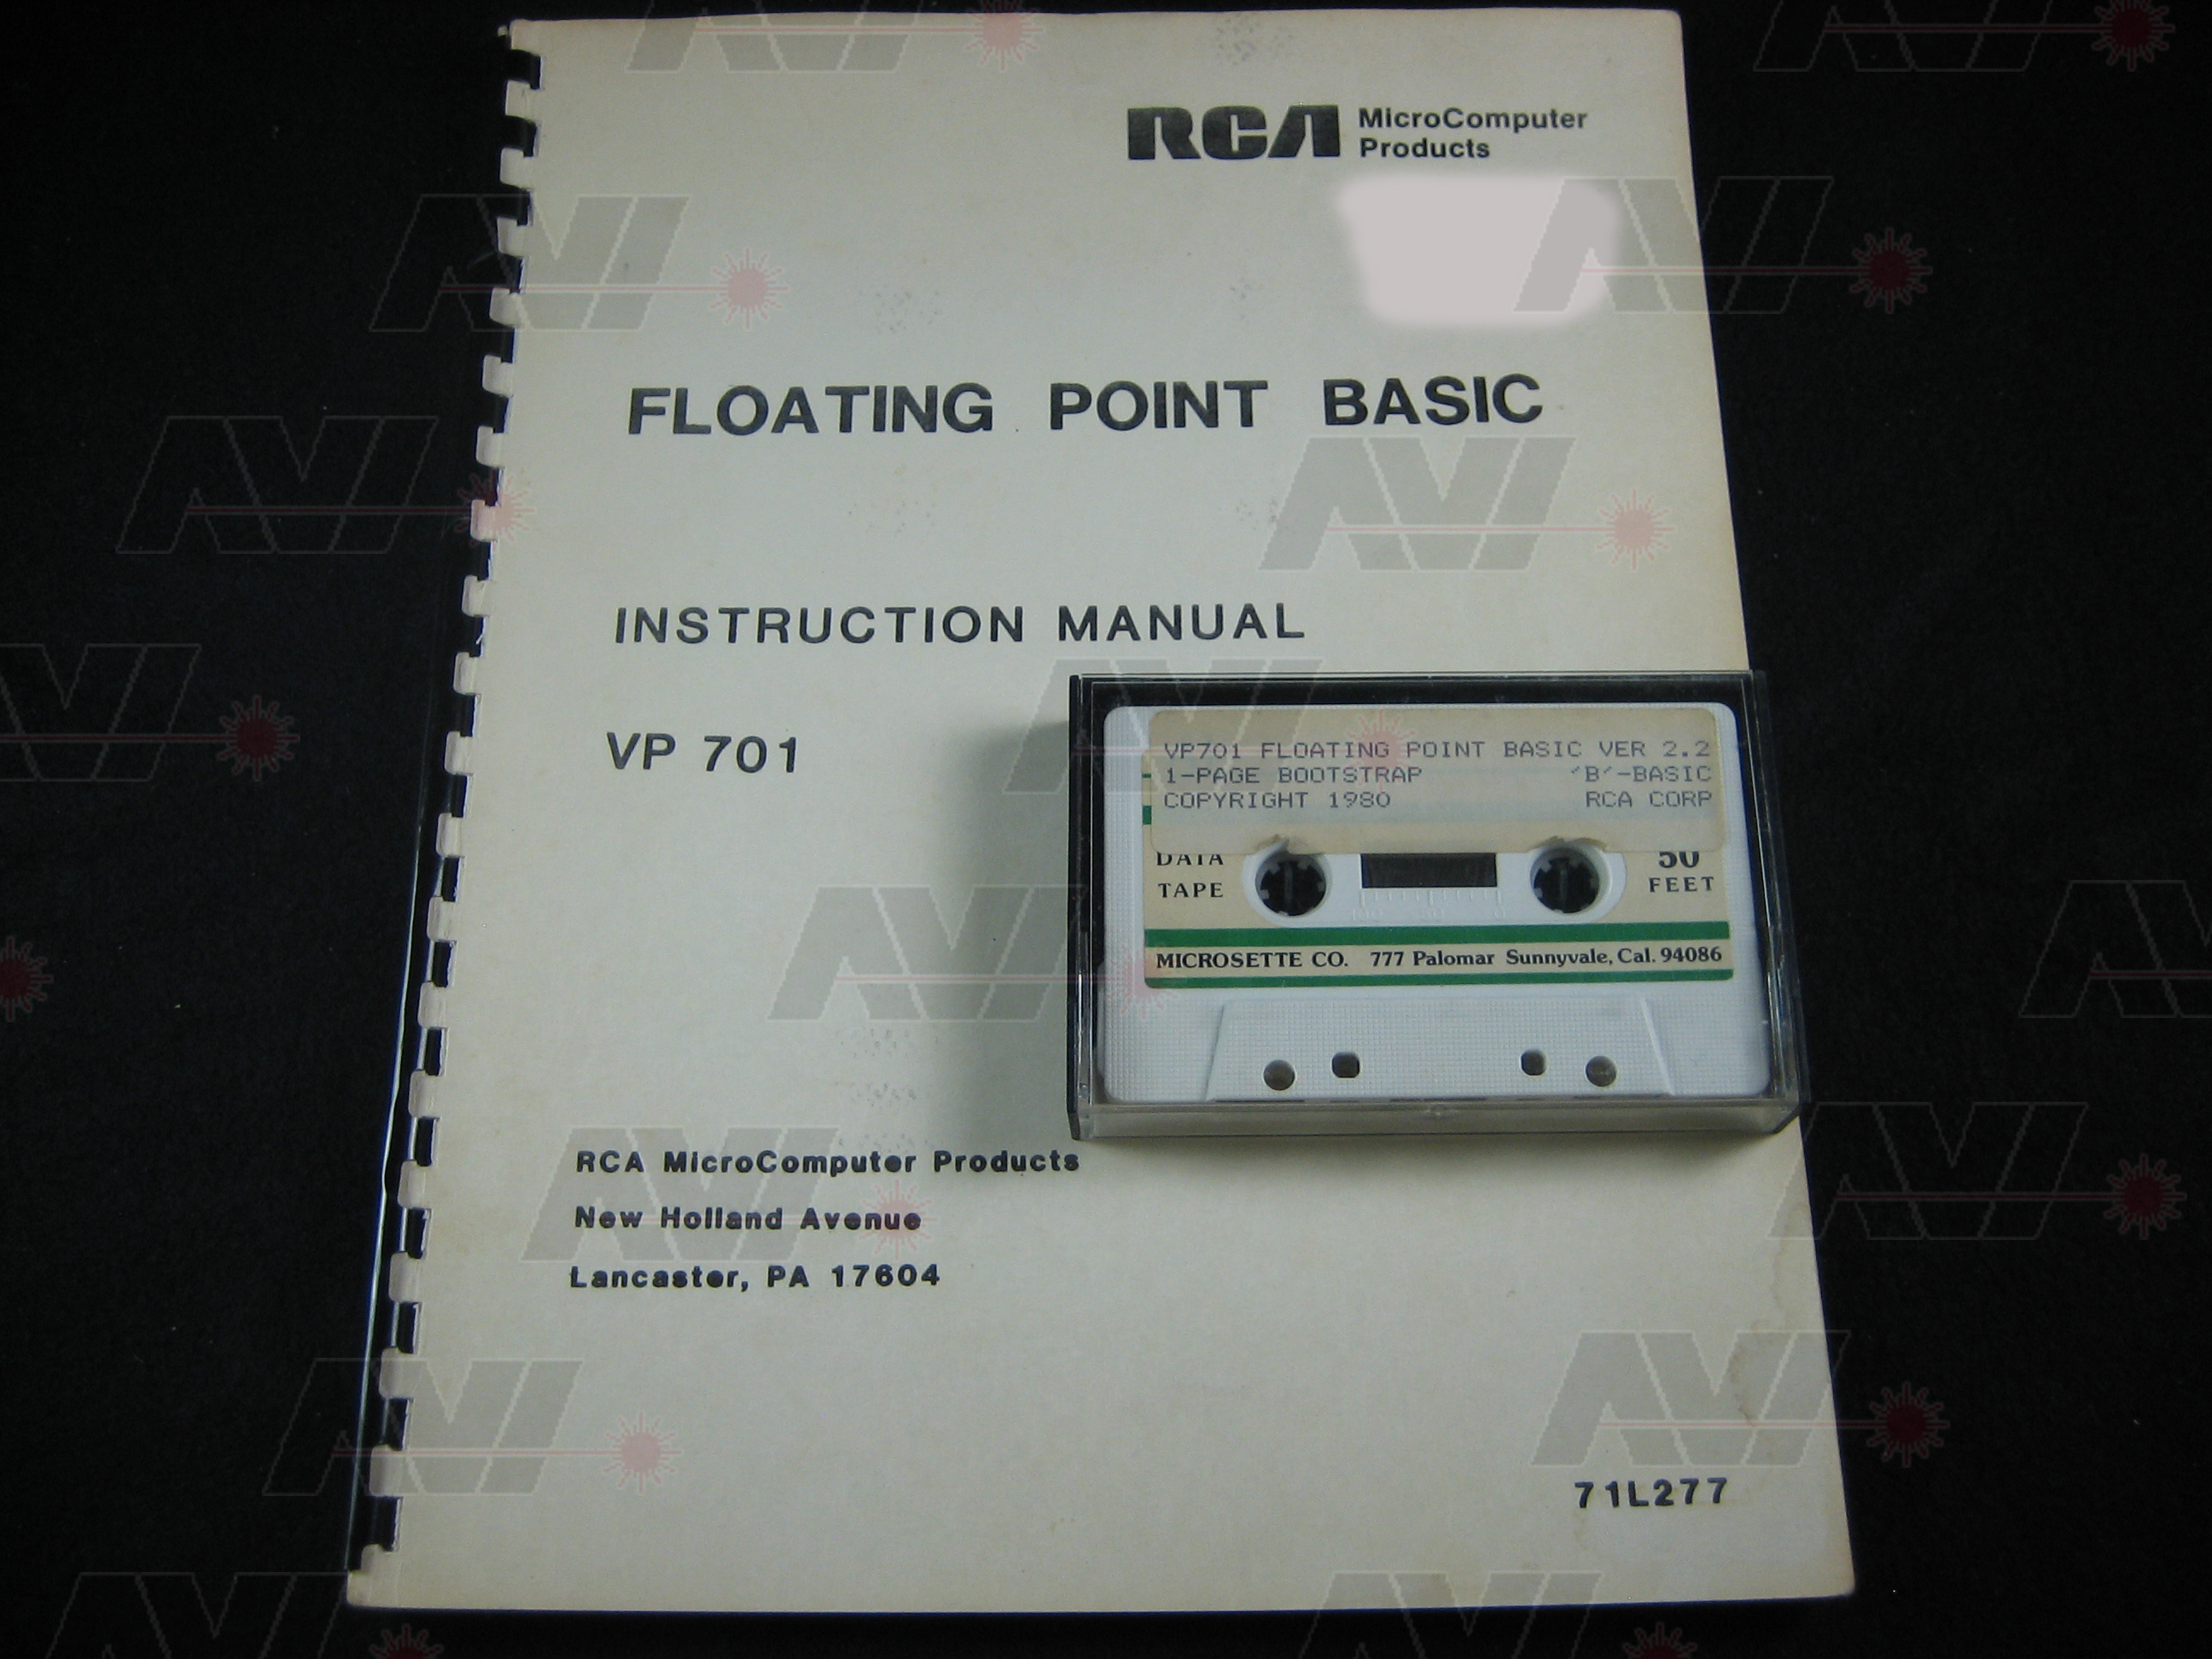 RCA MicroComputer
Products
FLOATING POINT BASIC
INSTRUCTION MANUAL
VP 701
VP701 FLOATING POINT BASIC VER 2.2
1-PAGE BOOTSTRAP 'B'-BASIC
COPYRIGHT 1980 RCA CORP
DATA 50
TAPE FEET
MICROSETTE CO. 777 Palomar Sunnyvale, Cal. 94086
RCA MicroComputer Products
New Holland Avenue
Lancaster, PA 17604
71L277
AVI